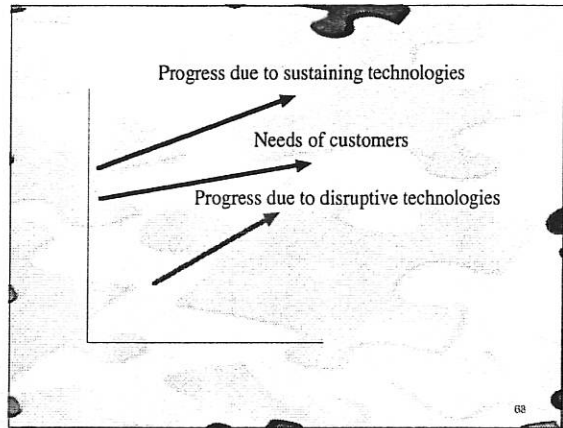 Progress due to sustaining technologies
Needs of customers
Progress due to disruptive technologies
63